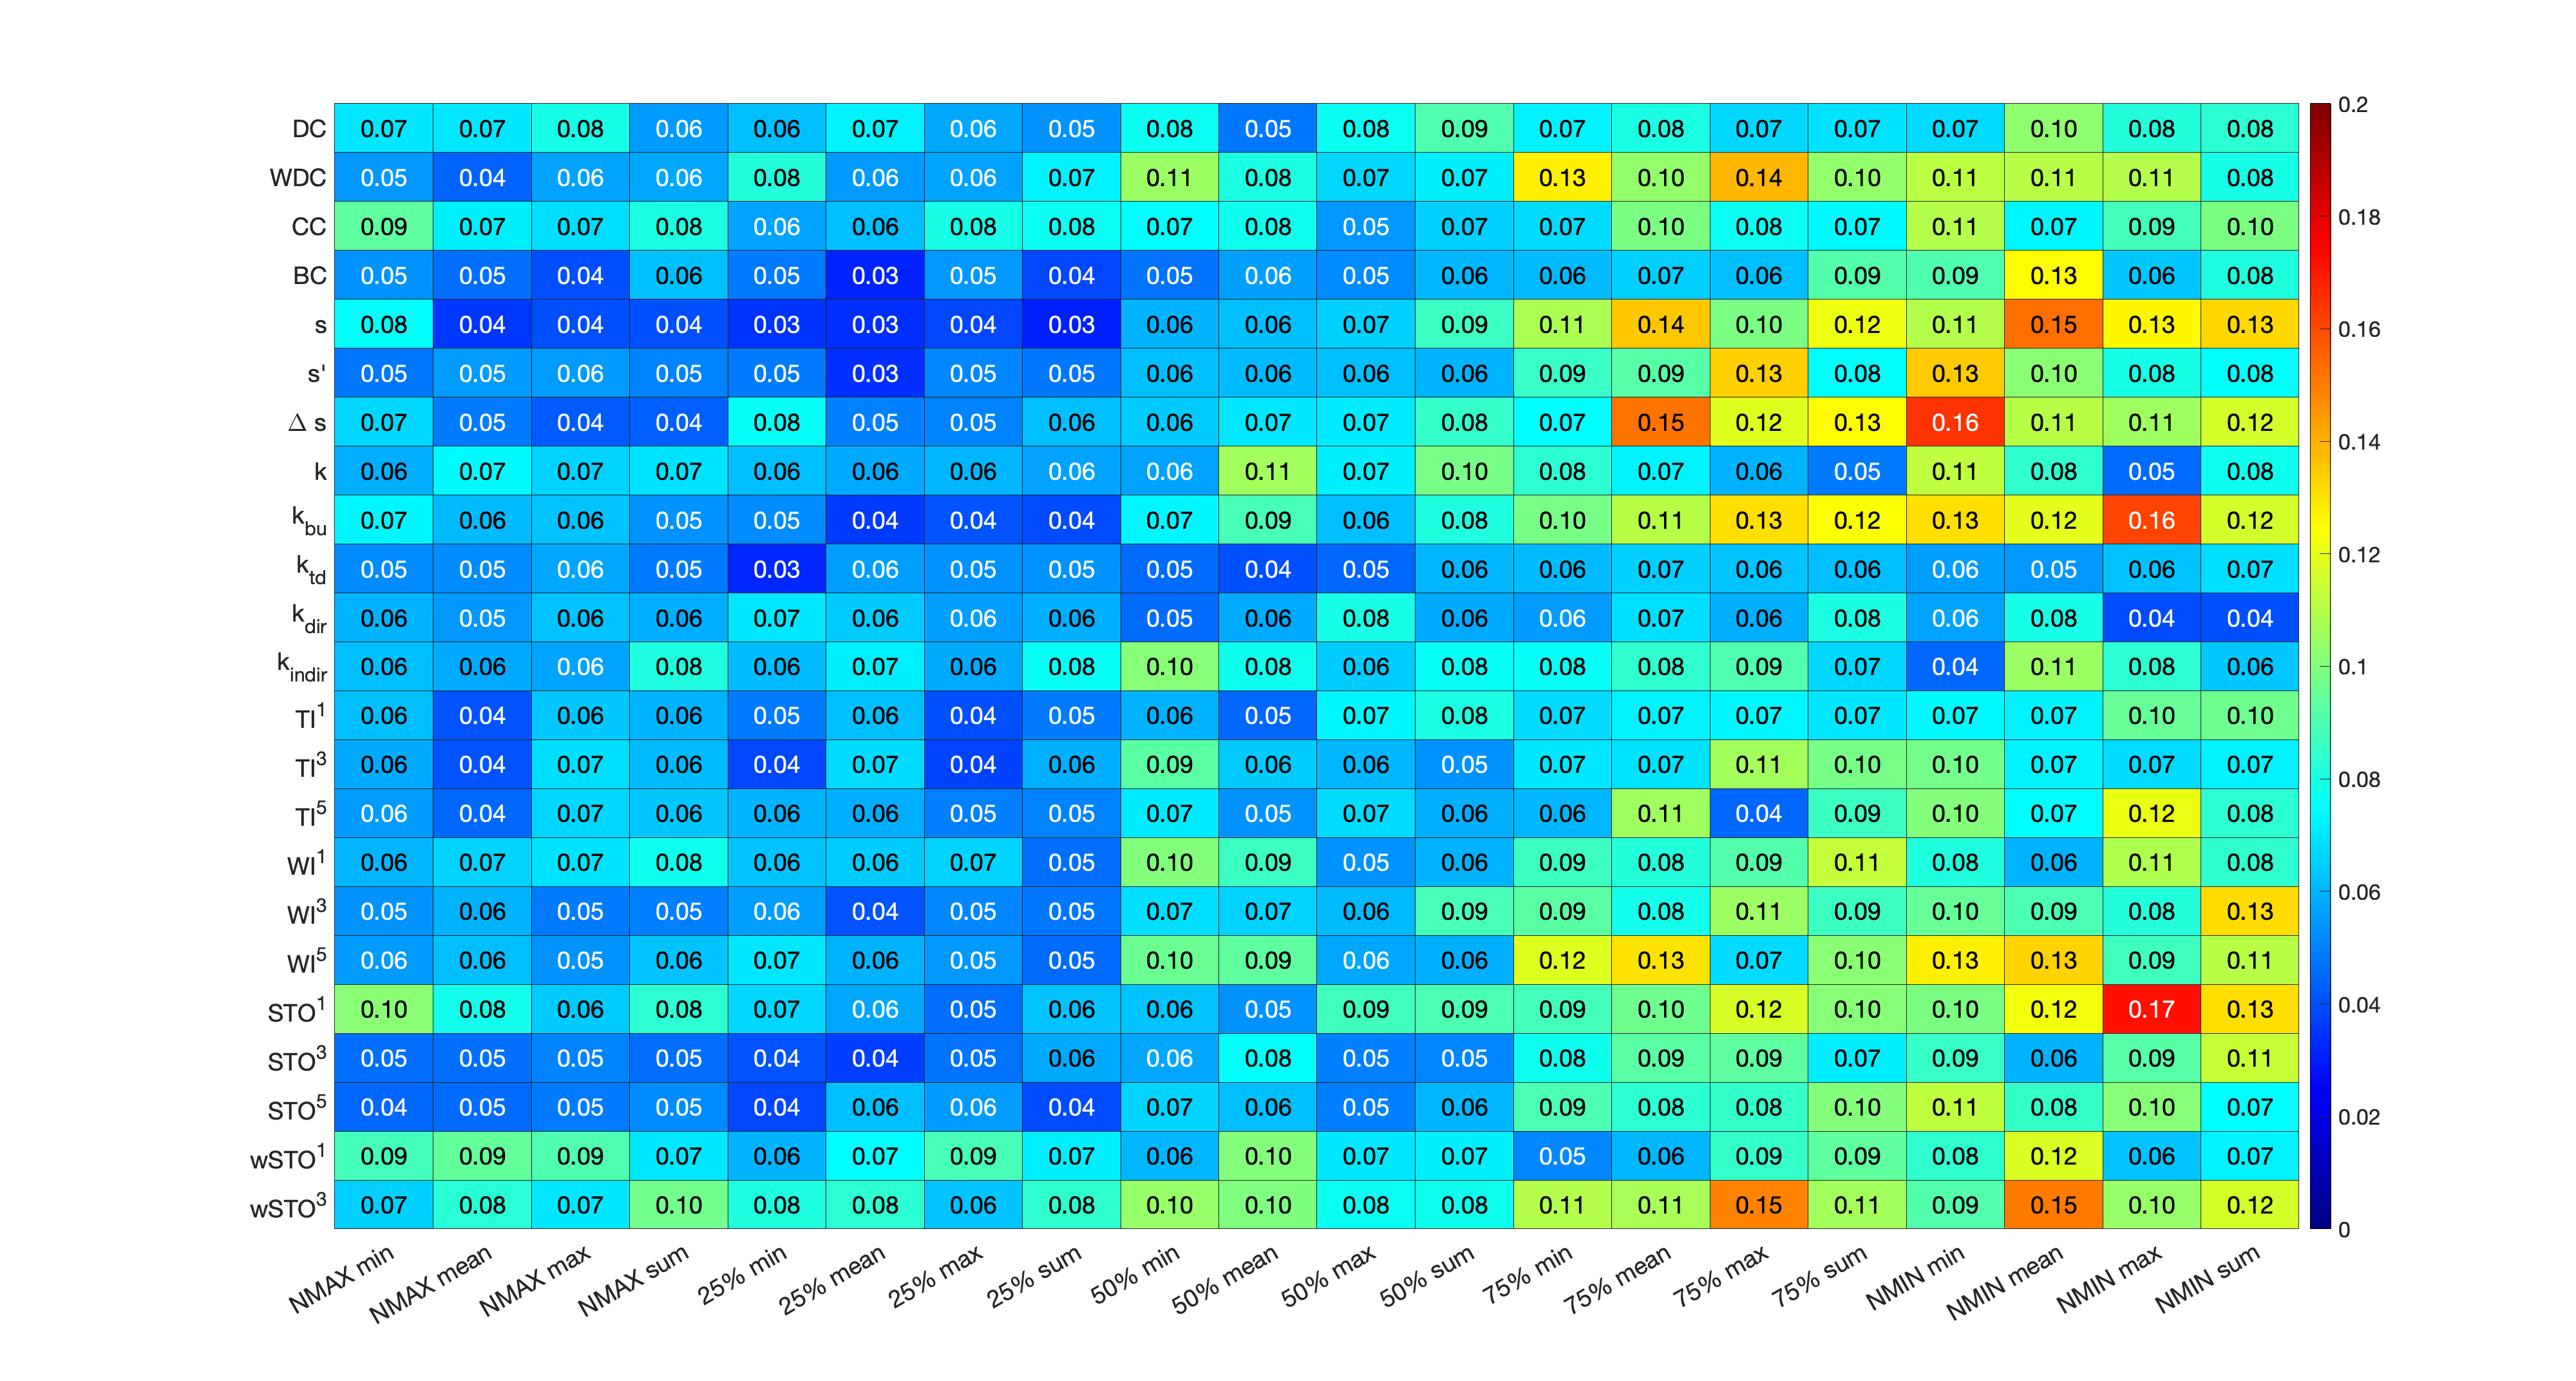 DC 0.07 0.07 0.08 0.06 0.06 0.07 0.06 0.05 0.08 0.05 0.08 0.09 0.07 0.08 0.07 0.07 0.07 0.10 0.08 0.08
WDC 0.05 0.04 0.06 0.06 0.08 0.06 0.06 0.07 0.11 0.08 0.07 0.07 0.13 0.10 0.14 0.10 0.11 0.11 0.11 0.08
CC 0.09 0.07 0.07 0.08 0.06 0.06 0.08 0.08 0.07 0.08 0.05 0.07 0.07 0.10 0.08 0.07 0.11 0.07 0.09 0.10
BC 0.05 0.05 0.04 0.06 0.05 0.03 0.05 0.04 0.05 0.06 0.05 0.06 0.06 0.07 0.06 0.09 0.09 0.13 0.06 0.08
s 0.08 0.04 0.04 0.04 0.03 0.03 0.04 0.03 0.06 0.06 0.07 0.09 0.11 0.14 0.10 0.12 0.11 0.15 0.13 0.13
s' 0.05 0.05 0.06 0.05 0.05 0.03 0.05 0.05 0.06 0.06 0.06 0.06 0.09 0.09 0.13 0.08 0.13 0.10 0.08 0.08
Δ s 0.07 0.05 0.04 0.04 0.08 0.05 0.05 0.06 0.06 0.07 0.07 0.08 0.07 0.15 0.12 0.13 0.16 0.11 0.11 0.12
k 0.06 0.07 0.07 0.07 0.06 0.06 0.06 0.06 0.06 0.11 0.07 0.10 0.08 0.07 0.06 0.05 0.11 0.08 0.05 0.08
k_bu 0.07 0.06 0.06 0.05 0.05 0.04 0.04 0.04 0.07 0.09 0.06 0.08 0.10 0.11 0.13 0.12 0.13 0.12 0.16 0.12
k_td 0.05 0.05 0.06 0.05 0.03 0.06 0.05 0.05 0.05 0.04 0.05 0.06 0.06 0.07 0.06 0.06 0.06 0.05 0.06 0.07
k_dir 0.06 0.05 0.06 0.06 0.07 0.06 0.06 0.06 0.05 0.06 0.08 0.06 0.06 0.07 0.06 0.08 0.06 0.08 0.04 0.04
k_indir 0.06 0.06 0.06 0.08 0.06 0.07 0.06 0.08 0.10 0.08 0.06 0.08 0.08 0.08 0.09 0.07 0.04 0.11 0.08 0.06
TI^1 0.06 0.04 0.06 0.06 0.05 0.06 0.04 0.05 0.06 0.05 0.07 0.08 0.07 0.07 0.07 0.07 0.07 0.07 0.10 0.10
TI^3 0.06 0.04 0.07 0.06 0.04 0.07 0.04 0.06 0.09 0.06 0.06 0.05 0.07 0.07 0.11 0.10 0.10 0.07 0.07 0.07
TI^5 0.06 0.04 0.07 0.06 0.06 0.06 0.05 0.05 0.07 0.05 0.07 0.06 0.06 0.11 0.04 0.09 0.10 0.07 0.12 0.08
WI^1 0.06 0.07 0.07 0.08 0.06 0.06 0.07 0.05 0.10 0.09 0.05 0.06 0.09 0.08 0.09 0.11 0.08 0.06 0.11 0.08
WI^3 0.05 0.06 0.05 0.05 0.06 0.04 0.05 0.05 0.07 0.07 0.06 0.09 0.09 0.08 0.11 0.09 0.10 0.09 0.08 0.13
WI^5 0.06 0.06 0.05 0.06 0.07 0.06 0.05 0.05 0.10 0.09 0.06 0.06 0.12 0.13 0.07 0.10 0.13 0.13 0.09 0.11
STO^1 0.10 0.08 0.06 0.08 0.07 0.06 0.05 0.06 0.06 0.05 0.09 0.09 0.09 0.10 0.12 0.10 0.10 0.12 0.17 0.13
STO^3 0.05 0.05 0.05 0.05 0.04 0.04 0.05 0.06 0.06 0.08 0.05 0.05 0.08 0.09 0.09 0.07 0.09 0.06 0.09 0.11
STO^5 0.04 0.05 0.05 0.05 0.04 0.06 0.06 0.04 0.07 0.06 0.05 0.06 0.09 0.08 0.08 0.10 0.11 0.08 0.10 0.07
wSTO^1 0.09 0.09 0.09 0.07 0.06 0.07 0.09 0.07 0.06 0.10 0.07 0.07 0.05 0.06 0.09 0.09 0.08 0.12 0.06 0.07
wSTO^3 0.07 0.08 0.07 0.10 0.08 0.08 0.06 0.08 0.10 0.10 0.08 0.08 0.11 0.11 0.15 0.11 0.09 0.15 0.10 0.12
NMAX min
NMAX mean
NMAX max
NMAX sum
25% min
25% mean
25% max
25% sum
50% min
50% mean
50% max
50% sum
75% min
75% mean
75% max
75% sum
NMIN min
NMIN mean
NMIN max
NMIN sum
0.2
0.18
0.16
0.14
0.12
0.1
0.08
0.06
0.04
0.02
0